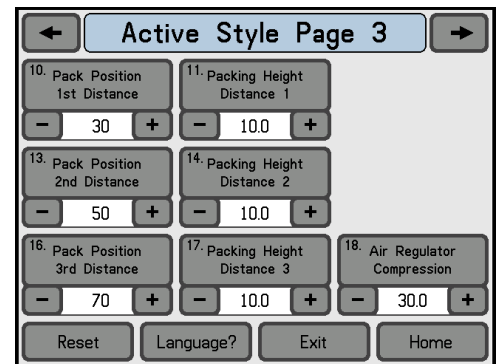 Active Style Page 3
10. Pack Position
1st Distance
11. Packing Height
Distance 1
- 30 +
- 10.0 +
13. Pack Position
2nd Distance
14. Packing Height
Distance 2
- 50 +
- 10.0 +
16. Pack Position
3rd Distance
17. Packing Height
Distance 3
18. Air Regulator
Compression
- 70 +
- 10.0 +
- 30.0 +
Reset
Language?
Exit
Home